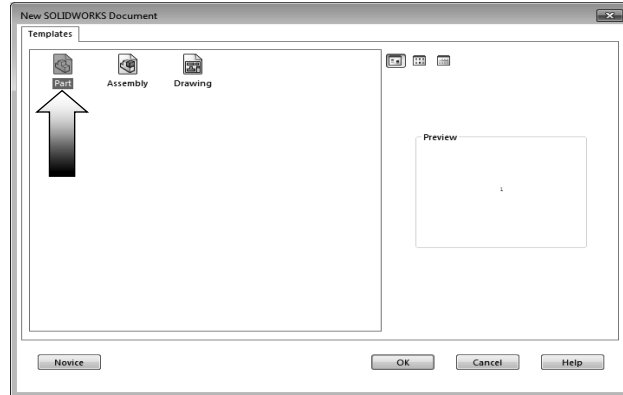 New SOLIDWORKS Document
Templates
Part
Assembly
Drawing
Preview
Novice
OK
Cancel
Help